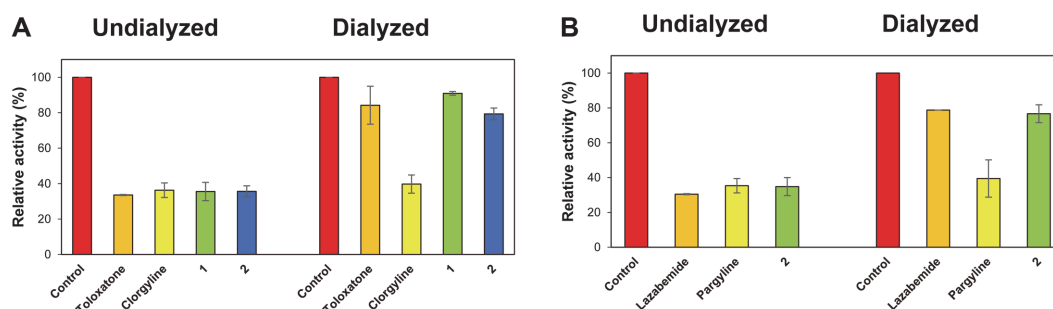 A
Undialyzed
Dialyzed
Relative activity (%)
100
80
60
40
20
0
Control
Toloxatone
Clorgyline
1
2
Control
Toloxatone
Clorgyline
1
2
B
Undialyzed
Dialyzed
Relative activity (%)
100
80
60
40
20
0
Control
Lazabemide
Pargyline
2
Control
Lazabemide
Pargyline
2